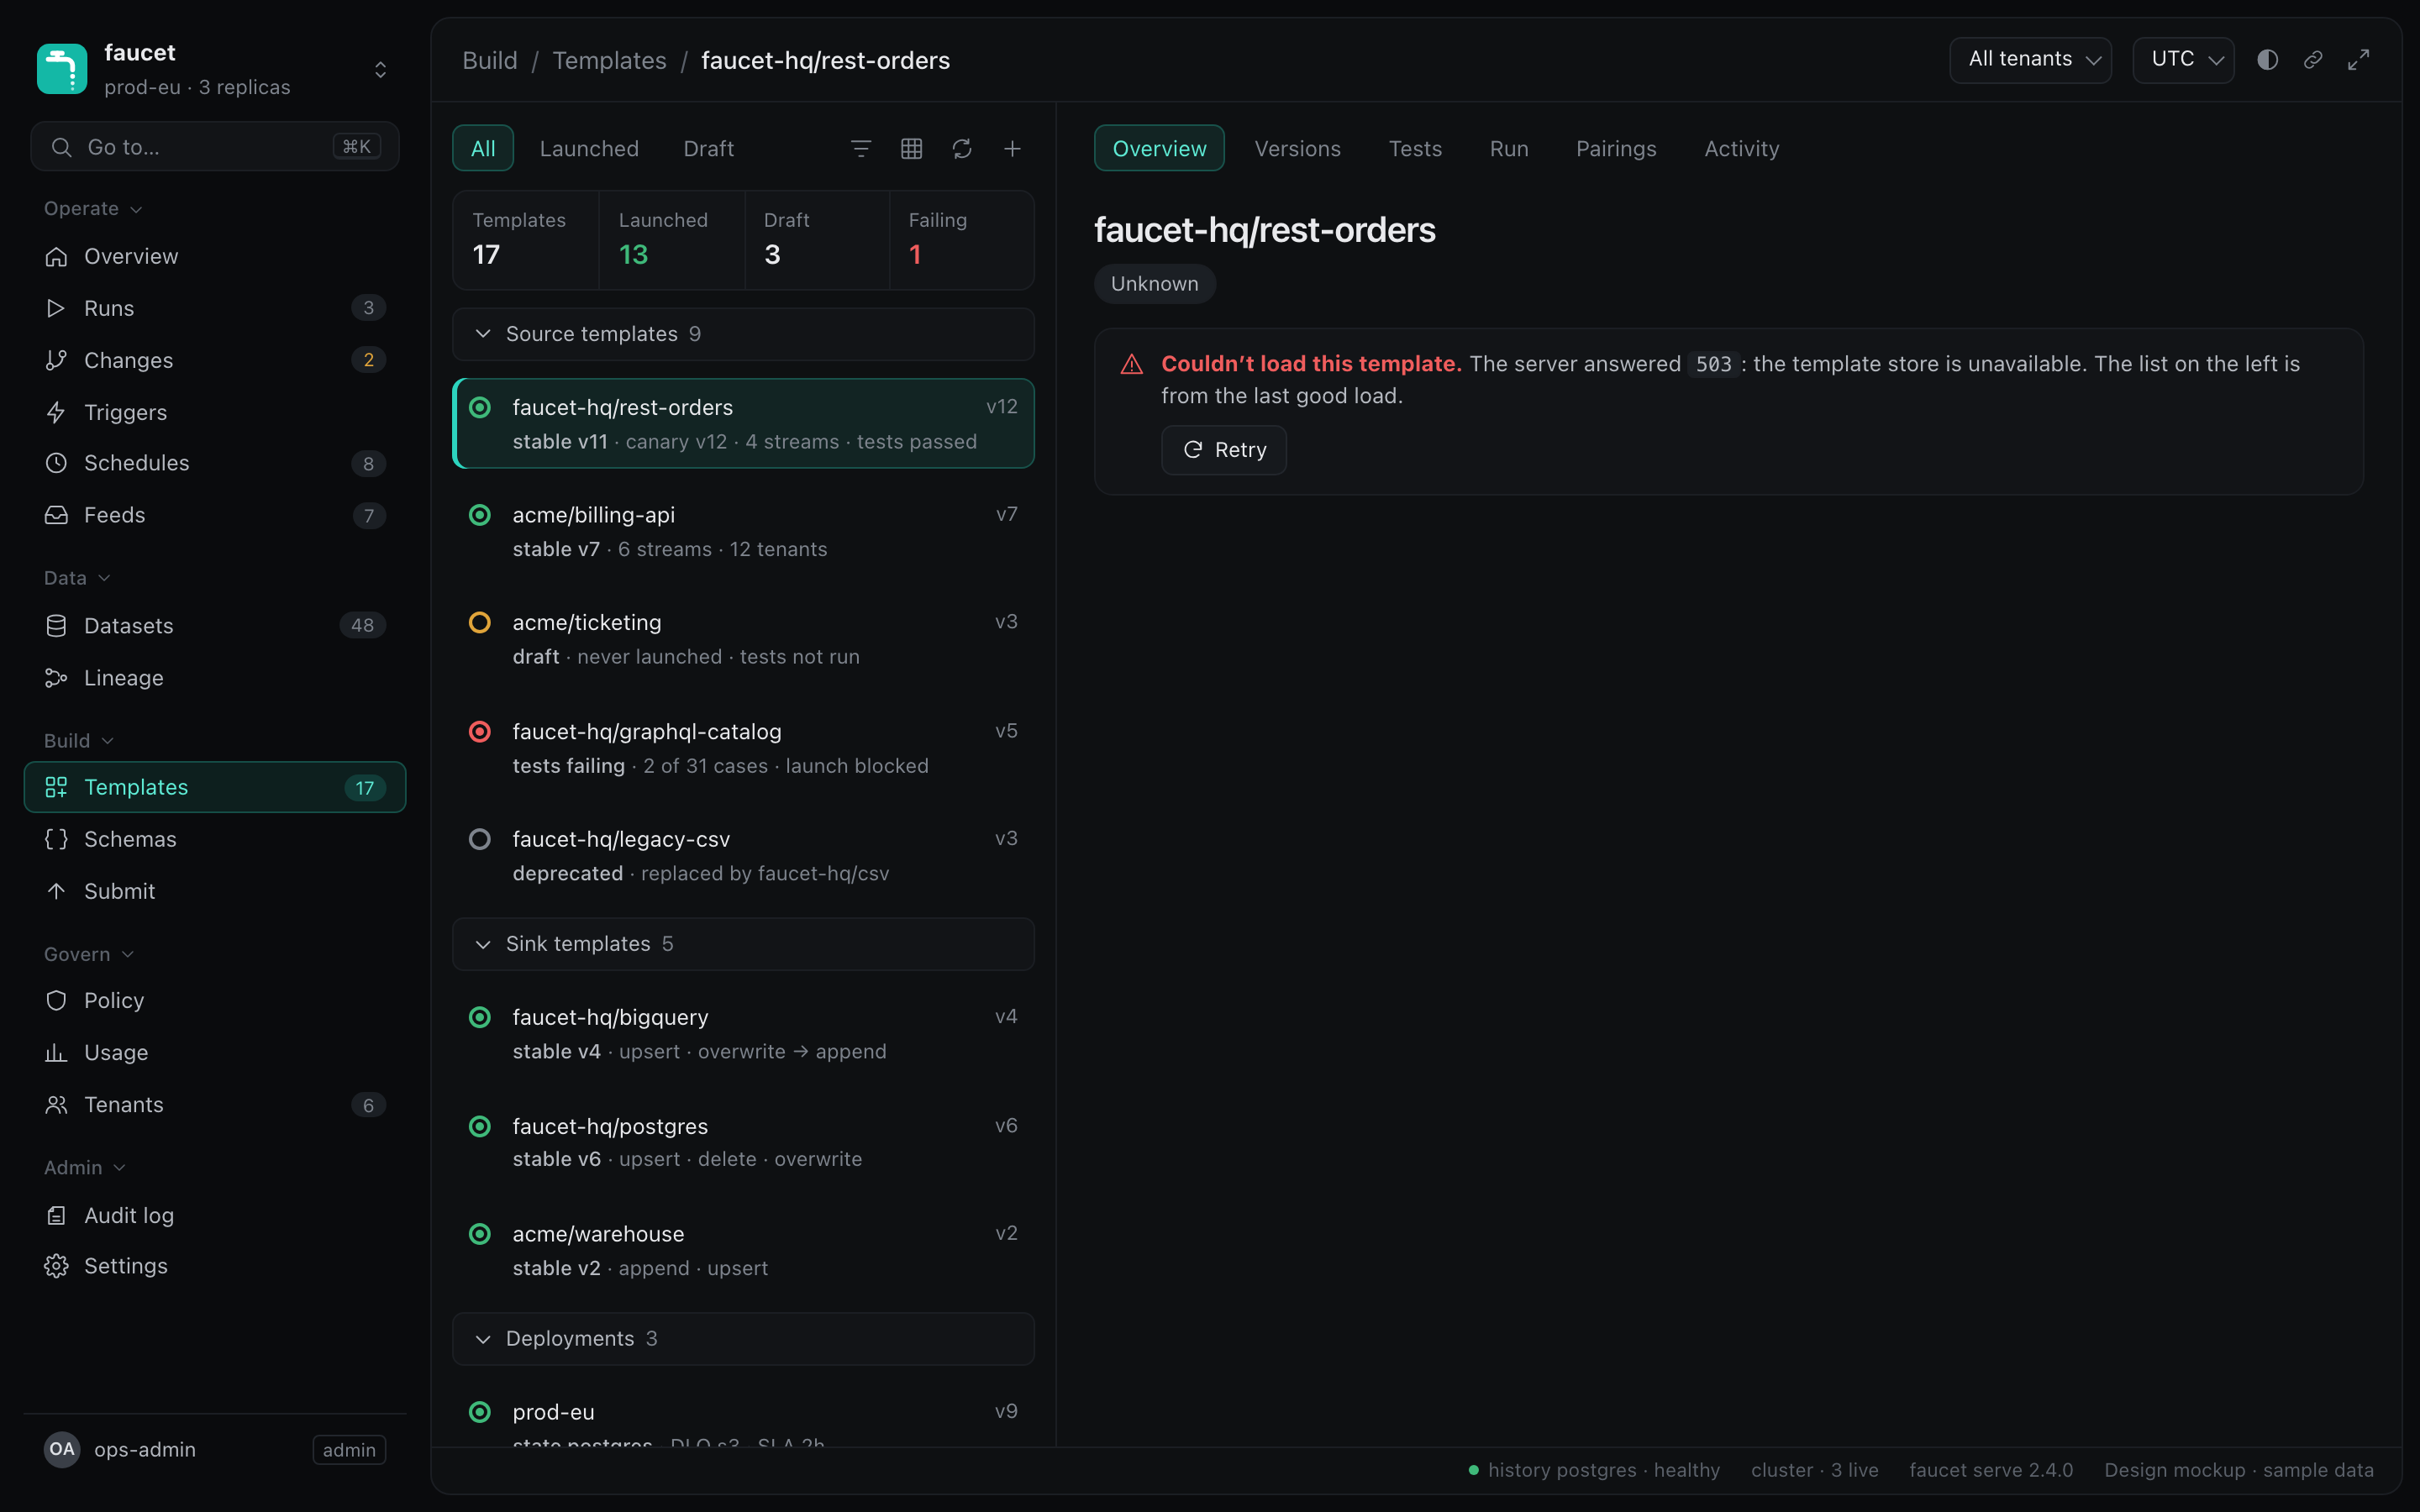 faucet
prod-eu · 3 replicas
Go to...
⌘K
Operate
Overview
Runs 3
Changes 2
Triggers
Schedules 8
Feeds 7
Data
Datasets 48
Lineage
Build
Templates 17
Schemas
Submit
Govern
Policy
Usage
Tenants 6
Admin
Audit log
Settings
OA ops-admin admin
Build / Templates / faucet-hq/rest-orders
All tenants
UTC
All Launched Draft
Templates Launched Draft Failing
17 13 3 1
Source templates 9
faucet-hq/rest-orders v12
stable v11 · canary v12 · 4 streams · tests passed
acme/billing-api v7
stable v7 · 6 streams · 12 tenants
acme/ticketing v3
draft · never launched · tests not run
faucet-hq/graphql-catalog v5
tests failing · 2 of 31 cases · launch blocked
faucet-hq/legacy-csv v3
deprecated · replaced by faucet-hq/csv
Sink templates 5
faucet-hq/bigquery v4
stable v4 · upsert · overwrite → append
faucet-hq/postgres v6
stable v6 · upsert · delete · overwrite
acme/warehouse v2
stable v2 · append · upsert
Deployments 3
prod-eu v9
state postgres · DLQ s3 · SLA 2h
Overview Versions Tests Run Pairings Activity
faucet-hq/rest-orders
Unknown
Couldn’t load this template. The server answered 503: the template store is unavailable. The list on the left is
from the last good load.
Retry
history postgres · healthy cluster · 3 live faucet serve 2.4.0 Design mockup · sample data